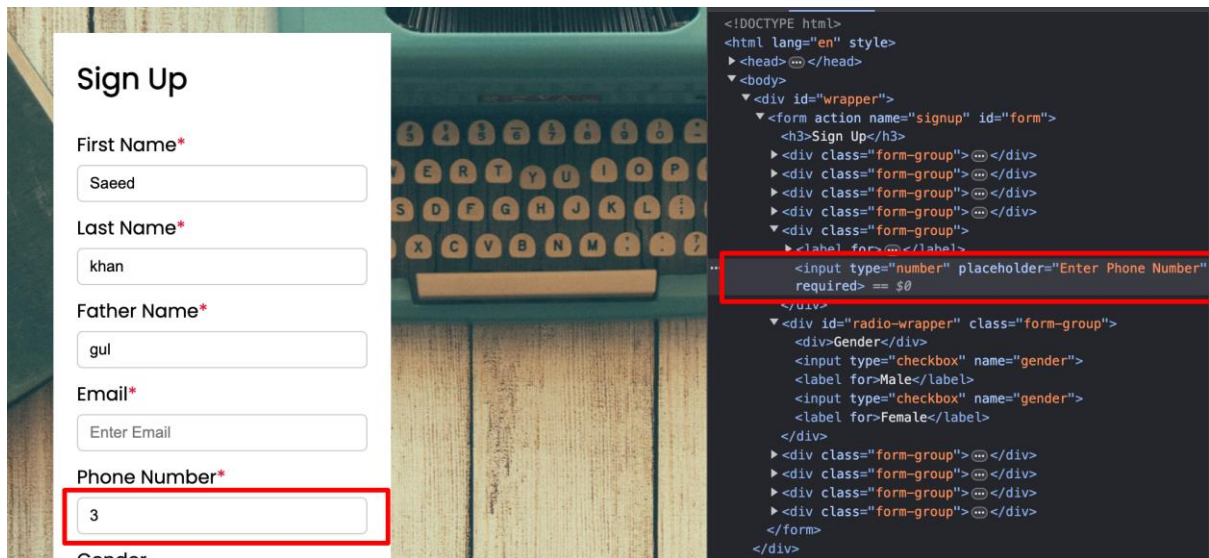 Sign Up
First Name*
Saeed
Last Name*
khan
Father Name*
gul
Email*
Enter Email
Phone Number*
3
<!DOCTYPE html>
<html lang="en" style>
▶<head>⋯</head>
▼<body>
▼<div id="wrapper">
▼<form action name="signup" id="form">
<h3>Sign Up</h3>
▶<div class="form-group">⋯</div>
▶<div class="form-group">⋯</div>
▶<div class="form-group">⋯</div>
▶<div class="form-group">⋯</div>
▼<div class="form-group">
▶<label for>⋯</label>
<input type="number" placeholder="Enter Phone Number"
required> == $0
</div>
▼<div id="radio-wrapper" class="form-group">
<div>Gender</div>
<input type="checkbox" name="gender">
<label for>Male</label>
<input type="checkbox" name="gender">
<label for>Female</label>
</div>
▶<div class="form-group">⋯</div>
▶<div class="form-group">⋯</div>
▶<div class="form-group">⋯</div>
▶<div class="form-group">⋯</div>
</form>
</div>